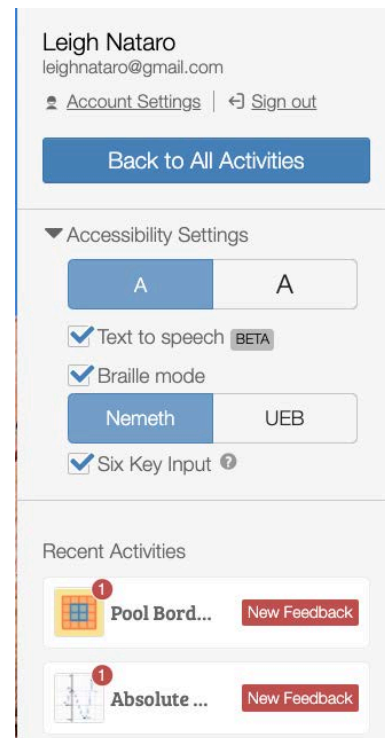 Leigh Nataro
leighnataro@gmail.com
Account Settings | Sign out
Back to All Activities
Accessibility Settings
A A
Text to speech BETA
Braille mode
Nemeth UEB
Six Key Input ?
Recent Activities
1
Pool Bord... New Feedback
1
Absolute ... New Feedback